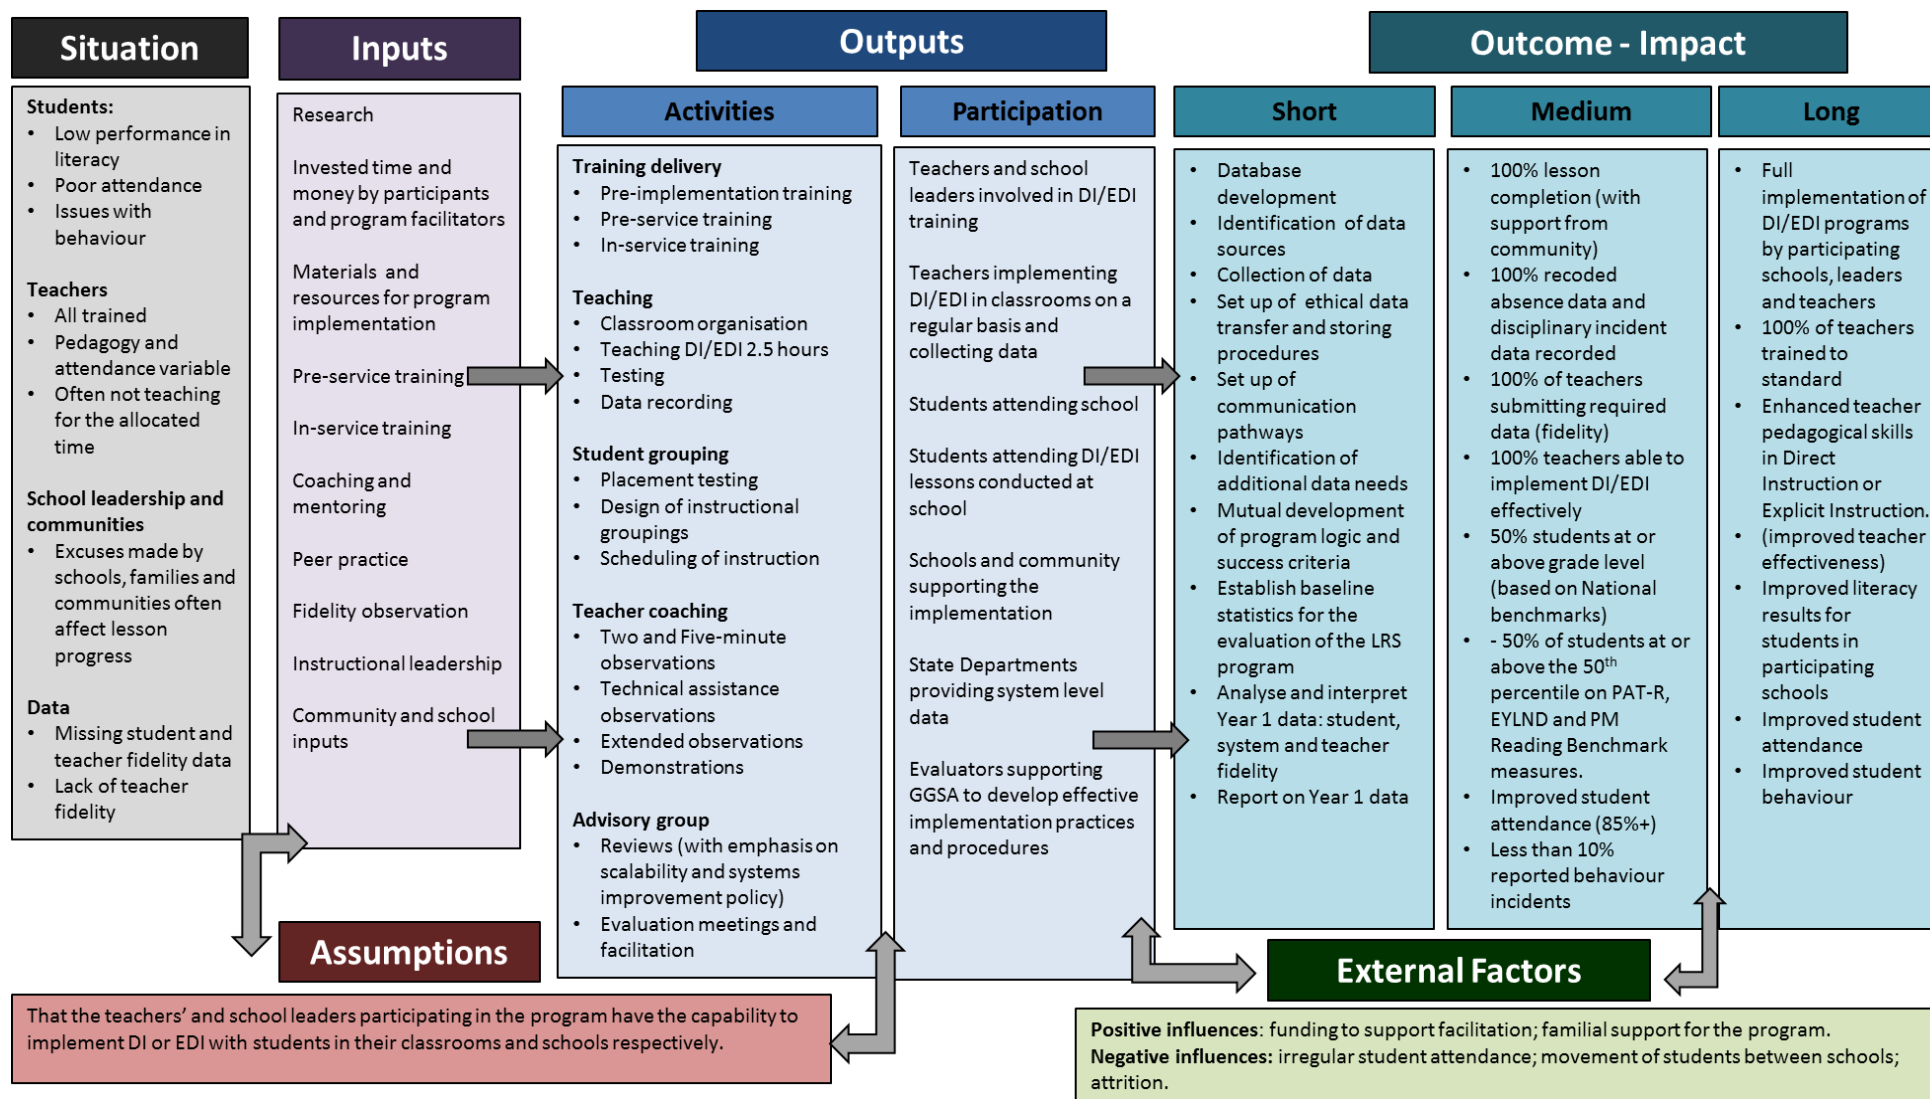 Situation
Students:
• Low performance in
literacy
• Poor attendance
• Issues with
behaviour
Teachers
• All trained
• Pedagogy and
attendance variable
• Often not teaching
for the allocated
time
School leadership and
communities
• Excuses made by
schools, families and
communities often
affect lesson
progress
Data
• Missing student and
teacher fidelity data
• Lack of teacher
fidelity
Inputs
Research
Invested time and
money by participants
and program facilitators
Materials and
resources for program
implementation
Pre-service training
In-service training
Coaching and
mentoring
Peer practice
Fidelity observation
Instructional leadership
Community and school
inputs
Outputs
Activities
Training delivery
• Pre-implementation training
• Pre-service training
• In-service training
Teaching
• Classroom organisation
• Teaching DI/EDI 2.5 hours
• Testing
• Data recording
Student grouping
• Placement testing
• Design of instructional
groupings
• Scheduling of instruction
Teacher coaching
• Two and Five-minute
observations
• Technical assistance
observations
• Extended observations
• Demonstrations
Advisory group
• Reviews (with emphasis on
scalability and systems
improvement policy)
• Evaluation meetings and
facilitation
Participation
Teachers and school
leaders involved in DI/EDI
training
Teachers implementing
DI/EDI in classrooms on a
regular basis and
collecting data
Students attending school
Students attending DI/EDI
lessons conducted at
school
Schools and community
supporting the
implementation
State Departments
providing system level
data
Evaluators supporting
GGSA to develop effective
implementation practices
and procedures
Outcome - Impact
Short
• Database
development
• Identification of data
sources
• Collection of data
• Set up of ethical data
transfer and storing
procedures
• Set up of
communication
pathways
• Identification of
additional data needs
• Mutual development
of program logic and
success criteria
• Establish baseline
statistics for the
evaluation of the LRS
program
• Analyse and interpret
Year 1 data: student,
system and teacher
fidelity
• Report on Year 1 data
Medium
• 100% lesson
completion (with
support from
community)
• 100% recoded
absence data and
disciplinary incident
data recorded
• 100% of teachers
submitting required
data (fidelity)
• 100% teachers able to
implement DI/EDI
effectively
• 50% students at or
above grade level
(based on National
benchmarks)
• - 50% of students at or
above the 50th
percentile on PAT-R,
EYLND and PM
Reading Benchmark
measures.
• Improved student
attendance (85%+)
• Less than 10%
reported behaviour
incidents
Long
• Full
implementation of
DI/EDI programs
by participating
schools, leaders
and teachers
• 100% of teachers
trained to
standard
• Enhanced teacher
pedagogical skills
in Direct
Instruction or
Explicit Instruction.
• (improved teacher
effectiveness)
• Improved literacy
results for
students in
participating
schools
• Improved student
attendance
• Improved student
behaviour
Assumptions
That the teachers’ and school leaders participating in the program have the capability to
implement DI or EDI with students in their classrooms and schools respectively.
External Factors
Positive influences: funding to support facilitation; familial support for the program.
Negative influences: irregular student attendance; movement of students between schools;
attrition.